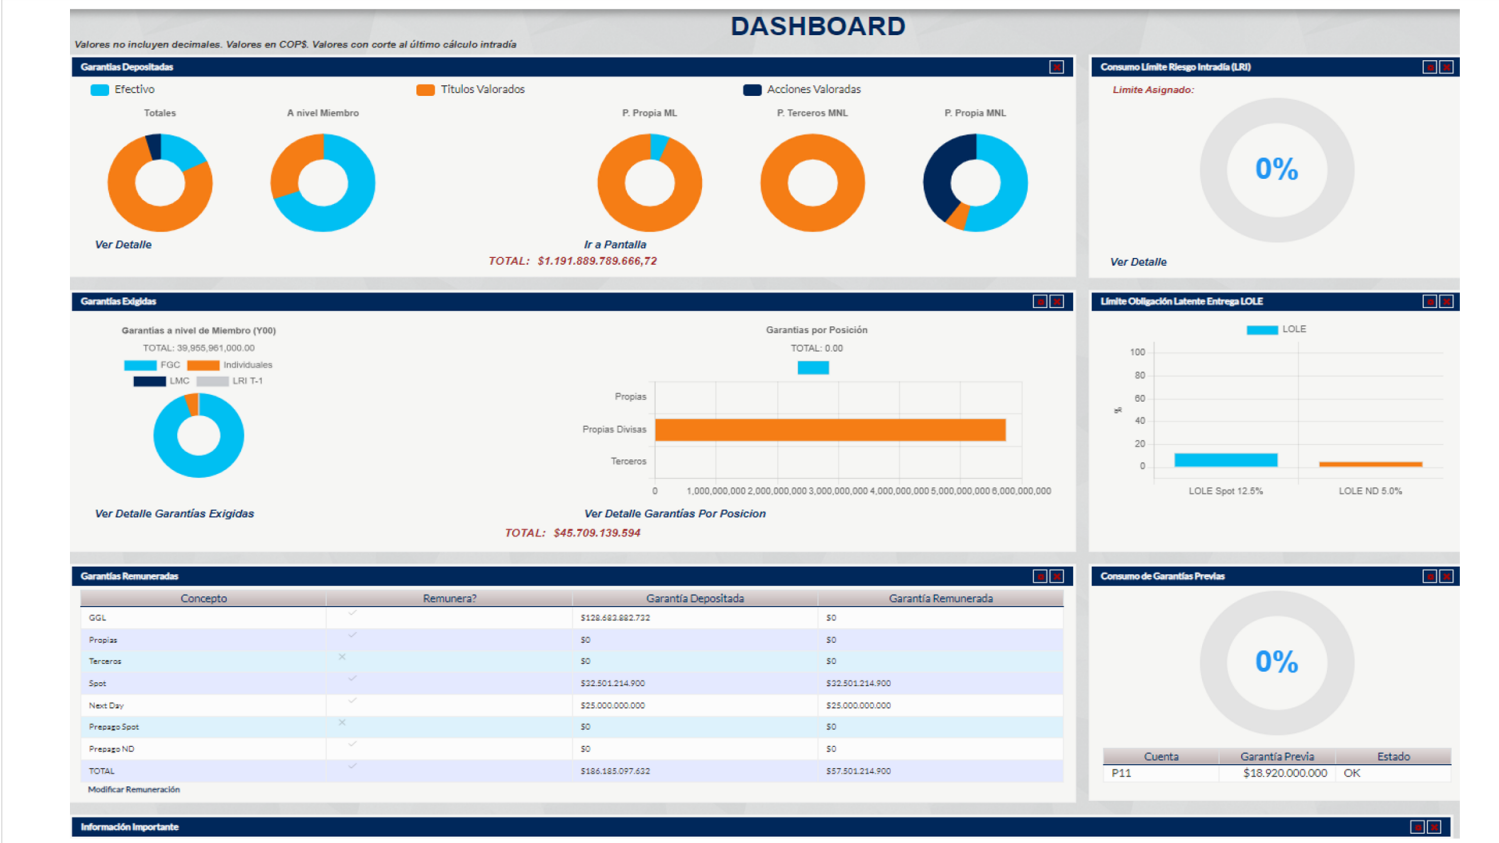 DASHBOARD
Valores no incluyen decimales. Valores en COP$. Valores con corte al último cálculo intradía
Garantías Depositadas
Efectivo Títulos Valorados Acciones Valoradas
Totales A nivel Miembro P. Propia ML P. Terceros MNL P. Propia MNL
Ver Detalle Ir a Pantalla
TOTAL: $1.191.889.789.666,72
Consumo Límite Riesgo Intradía (LRI)
Límite Asignado:
0%
Ver Detalle
Garantías Exigidas
Garantías a nivel de Miembro (Y00)
TOTAL: 39,955,961,000.00
FGC Individuales
LMC LRI T-1
Ver Detalle Garantías Exigidas
Garantías por Posición
TOTAL: 0.00
Propias
Propias Divisas
Terceros
0 1,000,000,000 2,000,000,000 3,000,000,000 4,000,000,000 5,000,000,000 6,000,000,000
Ver Detalle Garantías Por Posicion
TOTAL: $45.709.139.594
Límite Obligación Latente Entrega LOLE
LOLE
100
80
60
40
20
0
%
LOLE Spot 12.5% LOLE ND 5.0%
Garantías Remuneradas
Concepto Remunera? Garantía Depositada Garantía Remunerada
GGL $128.683.882.732 $0
Propias $0 $0
Terceros $0 $0
Spot $32.501.214.900 $32.501.214.900
Next Day $25.000.000.000 $25.000.000.000
Prepago Spot $0 $0
Prepago ND $0 $0
TOTAL $186.185.097.632 $57.501.214.900
Modificar Remuneración
Consumo de Garantías Previas
0%
Cuenta Garantía Previa Estado
P11 $18.920.000.000 OK
Información Importante